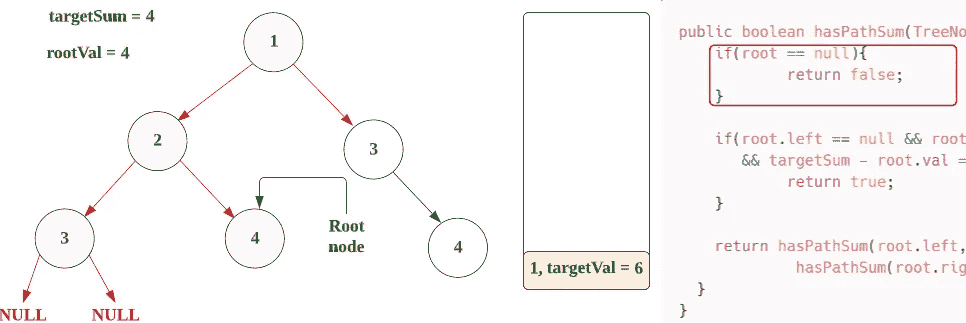 targetSum = 4
rootVal = 4
1
2
3
3
4
4
Root
node
NULL
NULL
1, targetVal = 6
public boolean hasPathSum(TreeNo
if(root == null){
return false;
}
if(root.left == null && root
&& targetSum - root.val =
return true;
}
return hasPathSum(root.left,
hasPathSum(root.rig
}
}